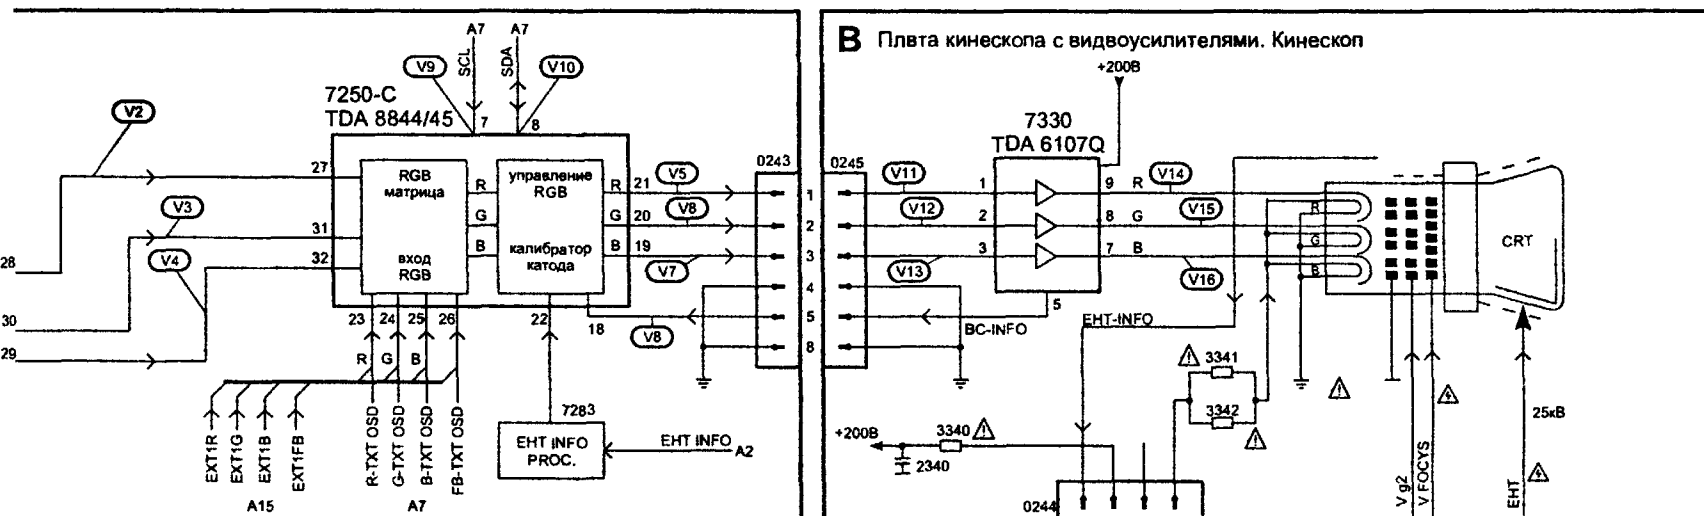 A7 A7
B Плвта кинескопа с видвоусилителями. Кинескоп
SCL
SDA
V9
V10
+200В
7250-C
TDA 8844/45
7
8
V2
7330
TDA 6107Q
27
RGB
матрица
управление
RGB
R
R
21
V5
0243
0245
V11
1
9
R
V14
1
V3
31
G
G
20
V8
2
V12
2
8
G
V15
R
V4
32
вход
RGB
B
калибратор
катода
B
19
V7
3
V13
3
7
B
V16
G
B
CRT
28
4
5
30
23
24
25
26
22
18
V8
5
BC-INFO
EHT-INFO
29
R
G
B
8
3341
7283
3342
25кВ
EHT INFO
PROC.
EHT INFO
A2
+200В
3340
2340
EXT1R
EXT1G
EXT1B
EXT1FB
R-TXT OSD
G-TXT OSD
B-TXT OSD
FB-TXT OSD
V g2
V FOCYS
EHT
A15
A7
0244